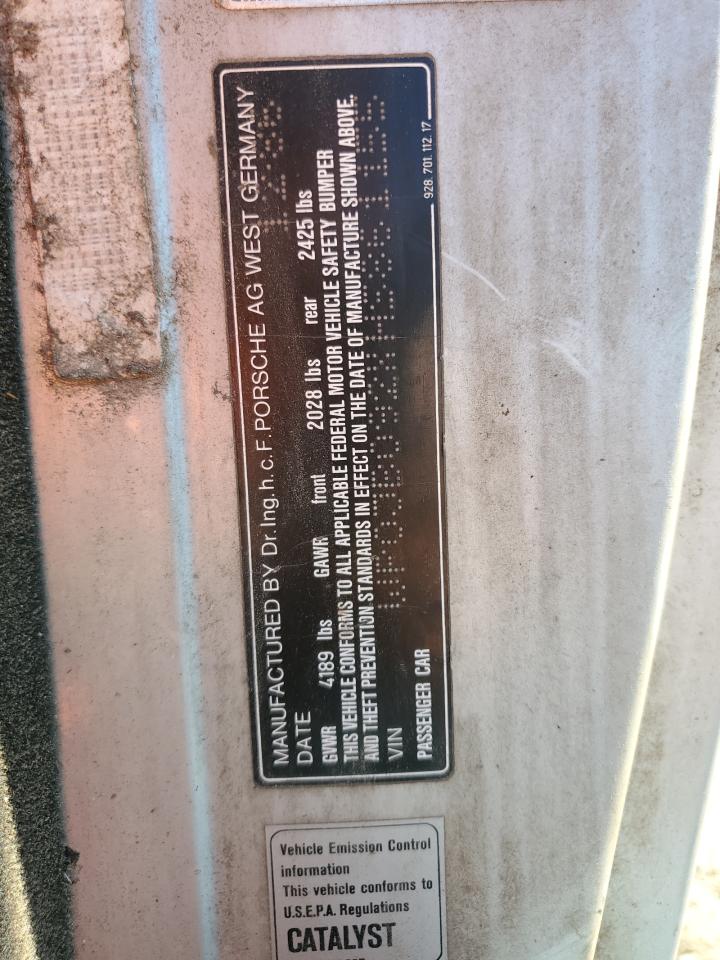 MANUFACTURED BY Dr.Ing.h.c.F.PORSCHE AG WEST GERMANY
DATE 12/85
GVWR 4189 lbs GAWR front 2028 lbs rear 2425 lbs
THIS VEHICLE CONFORMS TO ALL APPLICABLE FEDERAL MOTOR VEHICLE SAFETY BUMPER
AND THEFT PREVENTION STANDARDS IN EFFECT ON THE DATE OF MANUFACTURE SHOWN ABOVE.
VIN
PASSENGER CAR
928. 701. 112. 17
Vehicle Emission Control
information
This vehicle conforms to
U.S.E.P.A. Regulations
CATALYST